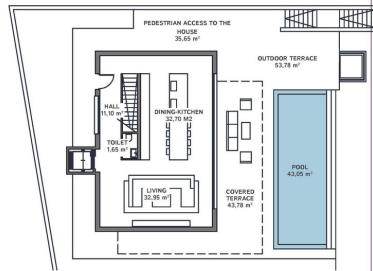 PEDESTRIAN ACCESS TO THE
HOUSE
35,65 m²
OUTDOOR TERRACE
53,78 m²
HALL
11,10 m²
DINING-KITCHEN
32,70 M2
TOILET
1,65 m²
POOL
43,05 m²
LIVING
32,95 m²
COVERED
TERRACE
43,78 m²